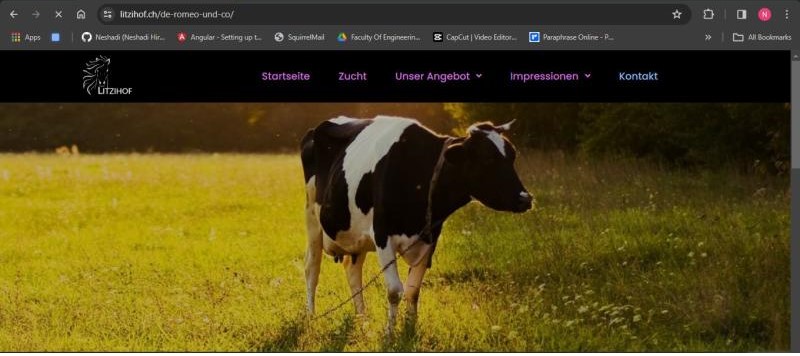 litzihof.ch/de-romeo-und-co/
N
Apps
Neshadi (Neshadi Hir...
Angular - Setting up t...
SquirrelMail
Faculty Of Engineerin...
CapCut | Video Editor...
Paraphrase Online - P...
»
All Bookmarks
LITZIHOF
Startseite
Zucht
Unser Angebot
Impressionen
Kontakt